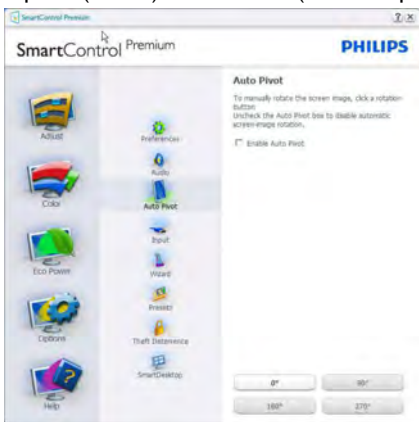 SmartControl Premium
SmartControl Premium
PHILIPS
Auto Pivot
To manually rotate the screen image, click a rotation
button
Uncheck the Auto Pivot box to disable automatic
screen-image rotation.
Enable Auto Pivot
Adjust
Color
Eco Power
Options
Help
Preferences
Audio
Auto Pivot
Input
Wizard
Presets
Theft Deterrence
SmartDesktop
0°
90°
180°
270°